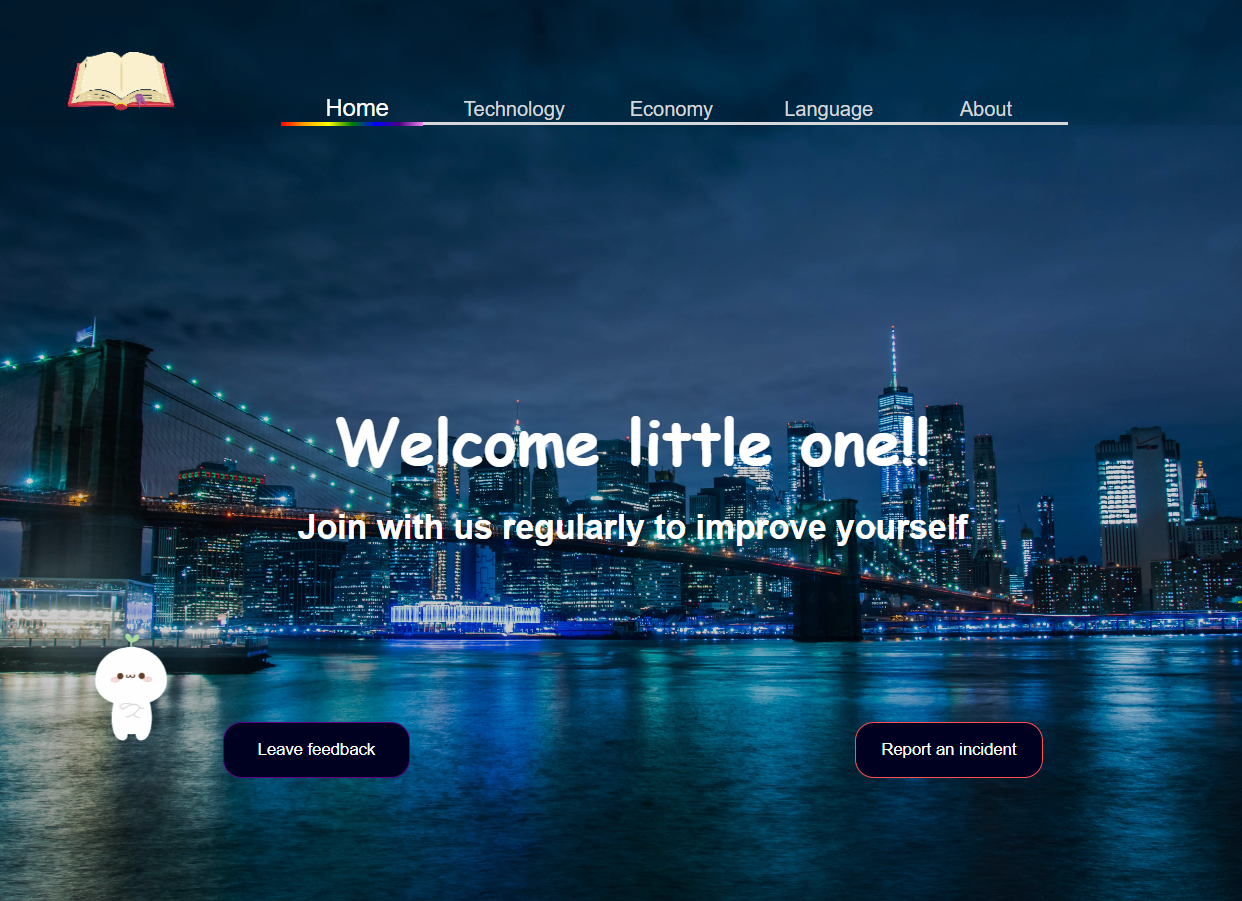 Home Technology Economy Language About
Welcome little one!!
Join with us regularly to improve yourself
Leave feedback Report an incident